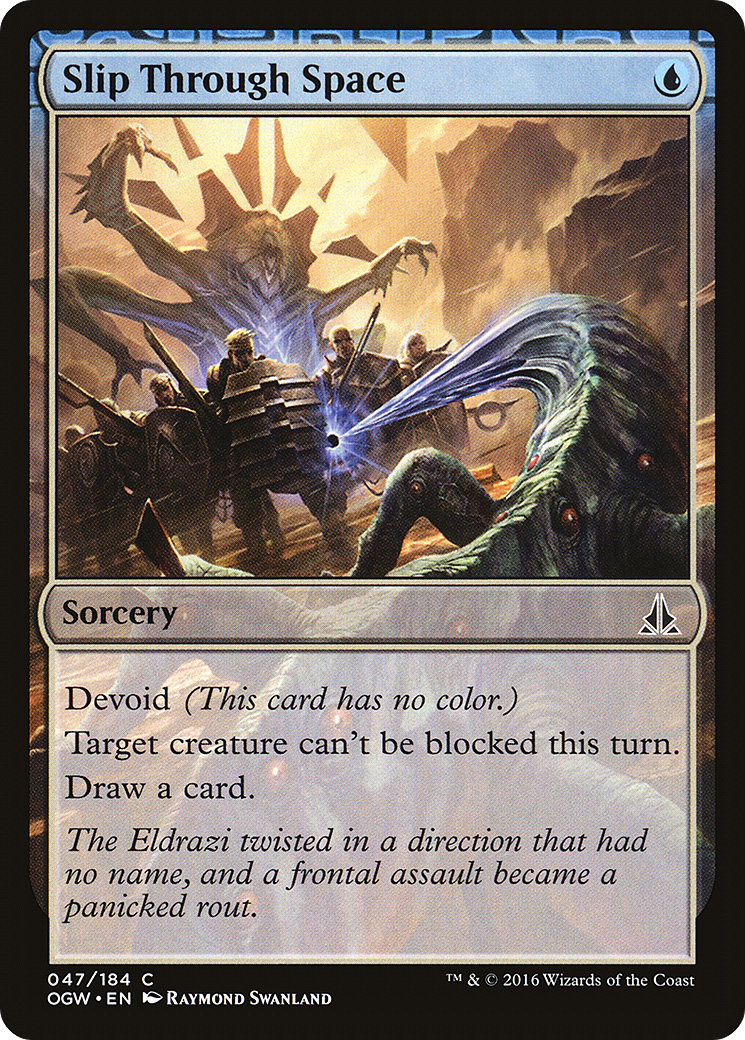 Slip Through Space
Sorcery
Devoid (This card has no color.)
Target creature can't be blocked this turn.
Draw a card.
The Eldrazi twisted in a direction that had
no name, and a frontal assault became a
panicked rout.
047/184 C
™ & © 2016 Wizards of the Coast
OGW • EN Raymond Swanland